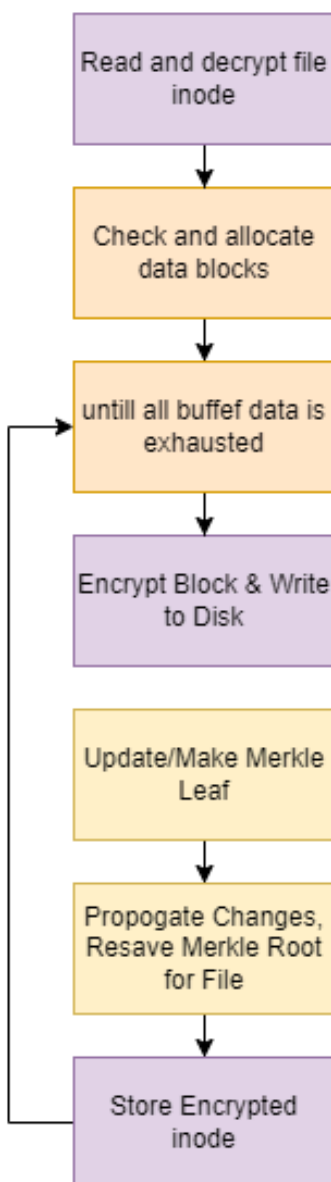 Read and decrypt file
inode
Check and allocate
data blocks
untill all buffef data is
exhausted
Encrypt Block & Write
to Disk
Update/Make Merkle
Leaf
Propogate Changes,
Resave Merkle Root
for File
Store Encrypted
inode